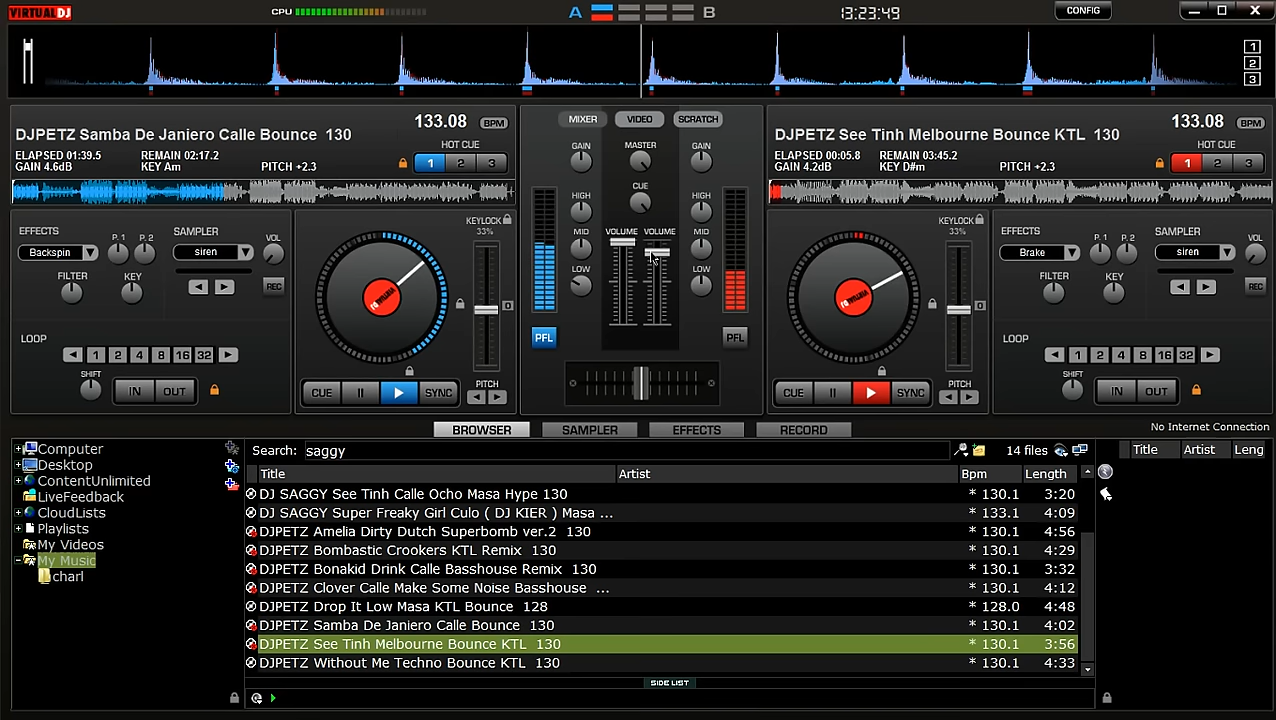 VIRTUAL DJ
CPU
A
B
13:23:49
CONFIG
1
2
3
DJPETZ Samba De Janiero Calle Bounce 130
133.08 BPM
ELAPSED 01:39.5 REMAIN 02:17.2
GAIN 4.6dB KEY Am PITCH +2.3
HOT CUE
1 2 3
MIXER VIDEO SCRATCH
GAIN MASTER GAIN
CUE
HIGH HIGH
MID MID
VOLUME VOLUME
LOW LOW
PFL PFL
DJPETZ See Tinh Melbourne Bounce KTL 130
133.08 BPM
ELAPSED 00:05.8 REMAIN 03:45.2
GAIN 4.2dB KEY D#m PITCH +2.3
HOT CUE
1 2 3
EFFECTS P.1 P.2 SAMPLER VOL
Backspin siren
FILTER KEY REC
LOOP
1 2 4 8 16 32
SHIFT
IN OUT
KEYLOCK
33%
CUE SYNC PITCH
KEYLOCK
33%
CUE SYNC PITCH
EFFECTS P.1 P.2 SAMPLER VOL
Brake siren
FILTER KEY REC
LOOP
1 2 4 8 16 32
SHIFT
IN OUT
BROWSER SAMPLER EFFECTS RECORD
No Internet Connection
Computer
Desktop
ContentUnlimited
LiveFeedback
CloudLists
Playlists
My Videos
My Music
charl
Search: saggy 14 files
Title Artist Bpm Length
DJ SAGGY See Tinh Calle Ocho Masa Hype 130 * 130.1 3:20
DJ SAGGY Super Freaky Girl Culo ( DJ KIER ) Masa ... * 133.1 4:09
DJPETZ Amelia Dirty Dutch Superbomb ver.2 130 * 130.1 4:56
DJPETZ Bombastic Crookers KTL Remix 130 * 130.1 4:29
DJPETZ Bonakid Drink Calle Basshouse Remix 130 * 130.1 3:32
DJPETZ Clover Calle Make Some Noise Basshouse ... * 130.1 4:12
DJPETZ Drop It Low Masa KTL Bounce 128 * 128.0 4:48
DJPETZ Samba De Janiero Calle Bounce 130 * 130.1 4:02
DJPETZ See Tinh Melbourne Bounce KTL 130 * 130.1 3:56
DJPETZ Without Me Techno Bounce KTL 130 * 130.1 4:33
SIDE LIST
Title Artist Leng